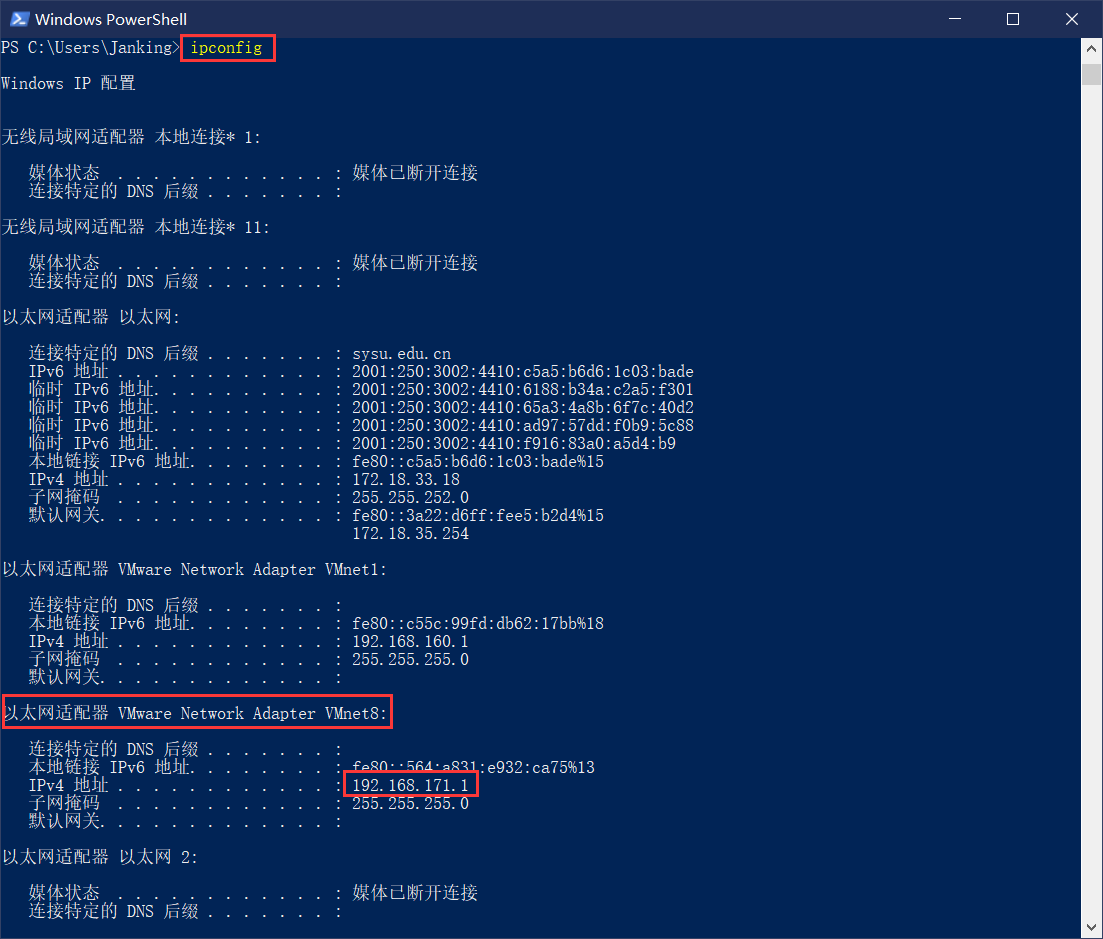 Windows PowerShell
PS C:\Users\Janking> ipconfig
Windows IP 配置
无线局域网适配器 本地连接* 1:
媒体状态 . . . . . . . . . . . . : 媒体已断开连接
连接特定的 DNS 后缀 . . . . . . . :
无线局域网适配器 本地连接* 11:
媒体状态 . . . . . . . . . . . . : 媒体已断开连接
连接特定的 DNS 后缀 . . . . . . . :
以太网适配器 以太网:
连接特定的 DNS 后缀 . . . . . . . : sysu.edu.cn
IPv6 地址 . . . . . . . . . . . . : 2001:250:3002:4410:c5a5:b6d6:1c03:bade
临时 IPv6 地址. . . . . . . . . . : 2001:250:3002:4410:6188:b34a:c2a5:f301
临时 IPv6 地址. . . . . . . . . . : 2001:250:3002:4410:65a3:4a8b:6f7c:40d2
临时 IPv6 地址. . . . . . . . . . : 2001:250:3002:4410:ad97:57dd:f0b9:5c88
临时 IPv6 地址. . . . . . . . . . : 2001:250:3002:4410:f916:83a0:a5d4:b9
本地链接 IPv6 地址. . . . . . . . : fe80::c5a5:b6d6:1c03:bade%15
IPv4 地址 . . . . . . . . . . . . : 172.18.33.18
子网掩码 . . . . . . . . . . . . : 255.255.252.0
默认网关. . . . . . . . . . . . . : fe80::3a22:d6ff:fee5:b2d4%15
172.18.35.254
以太网适配器 VMware Network Adapter VMnet1:
连接特定的 DNS 后缀 . . . . . . . :
本地链接 IPv6 地址. . . . . . . . : fe80::c55c:99fd:db62:17bb%18
IPv4 地址 . . . . . . . . . . . . : 192.168.160.1
子网掩码 . . . . . . . . . . . . : 255.255.255.0
默认网关. . . . . . . . . . . . . :
以太网适配器 VMware Network Adapter VMnet8:
连接特定的 DNS 后缀 . . . . . . . :
本地链接 IPv6 地址. . . . . . . . : fe80::564:a831:e932:ca75%13
IPv4 地址 . . . . . . . . . . . . : 192.168.171.1
子网掩码 . . . . . . . . . . . . : 255.255.255.0
默认网关. . . . . . . . . . . . . :
以太网适配器 以太网 2:
媒体状态 . . . . . . . . . . . . : 媒体已断开连接
连接特定的 DNS 后缀 . . . . . . . :